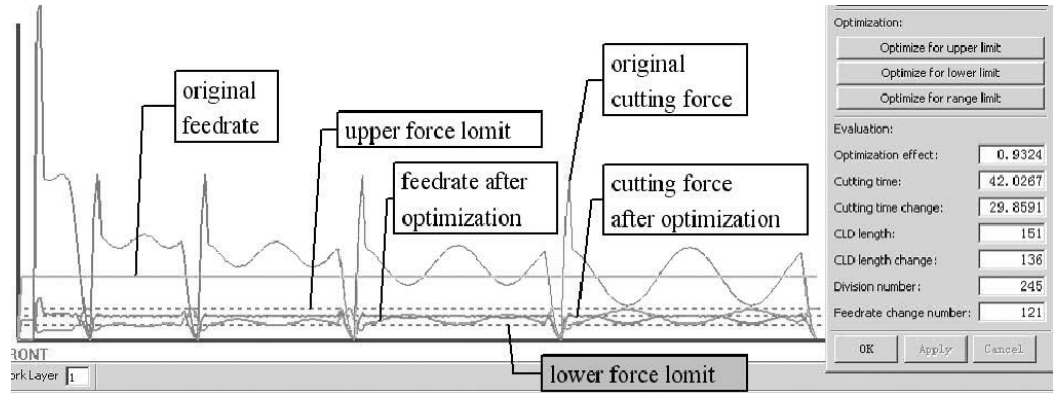 original
feedrate
upper force lomit
feedrate after
optimization
original
cutting force
cutting force
after optimization
lower force lomit
RONT
ork Layer 1
Optimization:
Optimize for upper limit
Optimize for lower limit
Optimize for range limit
Evaluation:
Optimization effect: 0.9324
Cutting time: 42.0267
Cutting time change: 29.8591
CLD length: 151
CLD length change: 136
Division number: 245
Feedrate change number: 121
OK Apply Cancel